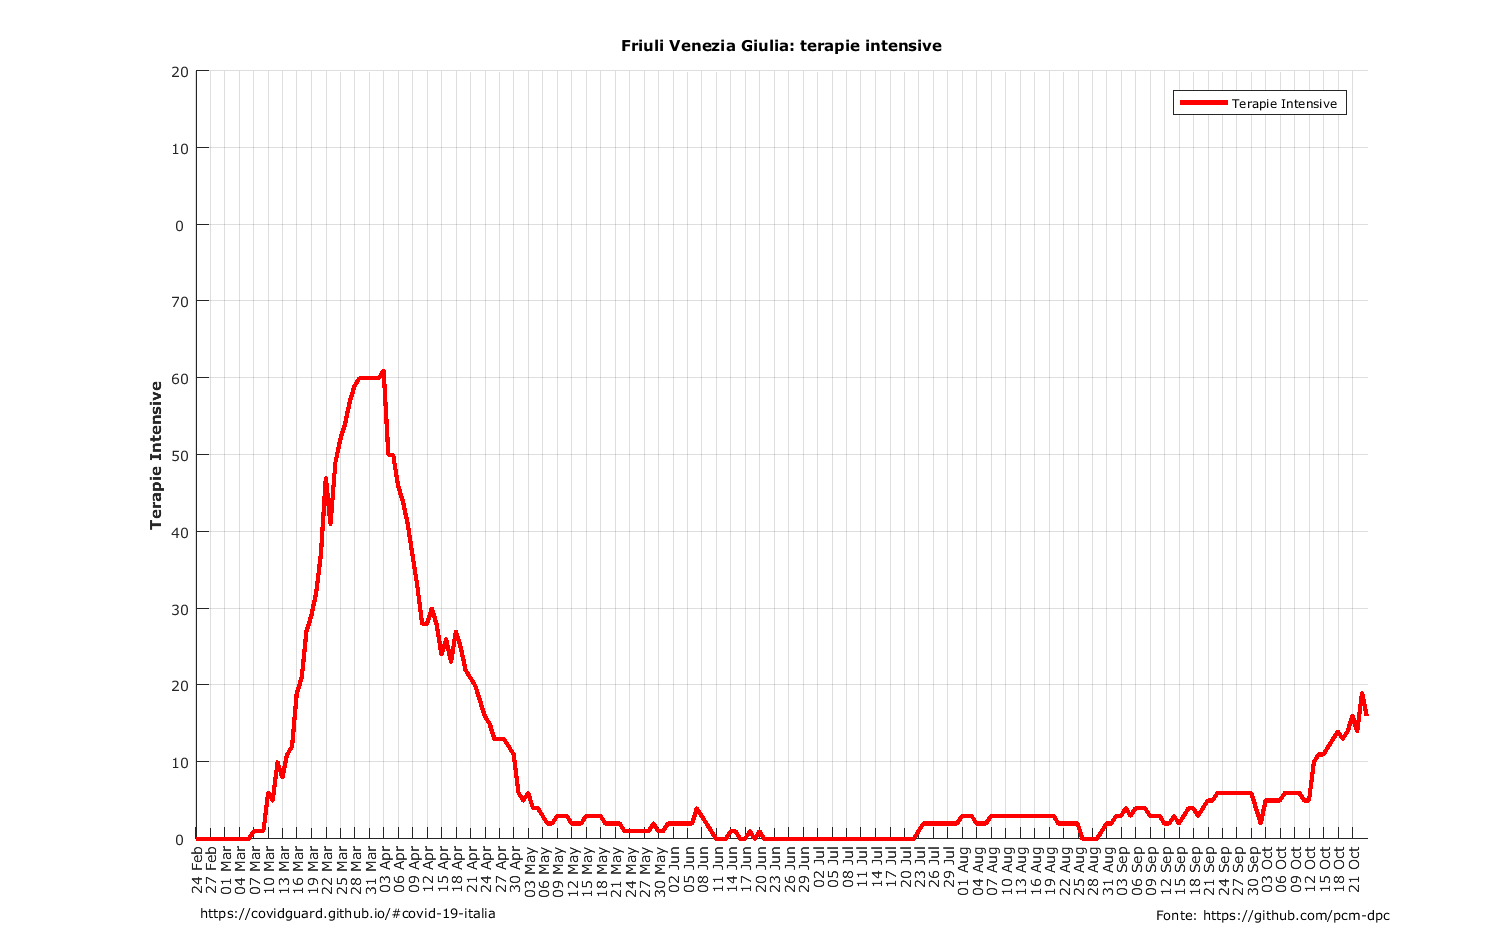 Friuli Venezia Giulia: terapie intensive
Terapie Intensive
20
10
0
70
60
50
40
30
20
10
0
Terapie Intensive
24 Feb
27 Feb
01 Mar
04 Mar
07 Mar
10 Mar
13 Mar
16 Mar
19 Mar
22 Mar
25 Mar
28 Mar
31 Mar
03 Apr
06 Apr
09 Apr
12 Apr
15 Apr
18 Apr
21 Apr
24 Apr
27 Apr
30 Apr
03 May
06 May
09 May
12 May
15 May
18 May
21 May
24 May
27 May
30 May
02 Jun
05 Jun
08 Jun
11 Jun
14 Jun
17 Jun
20 Jun
23 Jun
26 Jun
29 Jun
02 Jul
05 Jul
08 Jul
11 Jul
14 Jul
17 Jul
20 Jul
23 Jul
26 Jul
29 Jul
01 Aug
04 Aug
07 Aug
10 Aug
13 Aug
16 Aug
19 Aug
22 Aug
25 Aug
28 Aug
31 Aug
03 Sep
06 Sep
09 Sep
12 Sep
15 Sep
18 Sep
21 Sep
24 Sep
27 Sep
30 Sep
03 Oct
06 Oct
09 Oct
12 Oct
15 Oct
18 Oct
21 Oct
https://covidguard.github.io/#covid-19-italia
Fonte: https://github.com/pcm-dpc